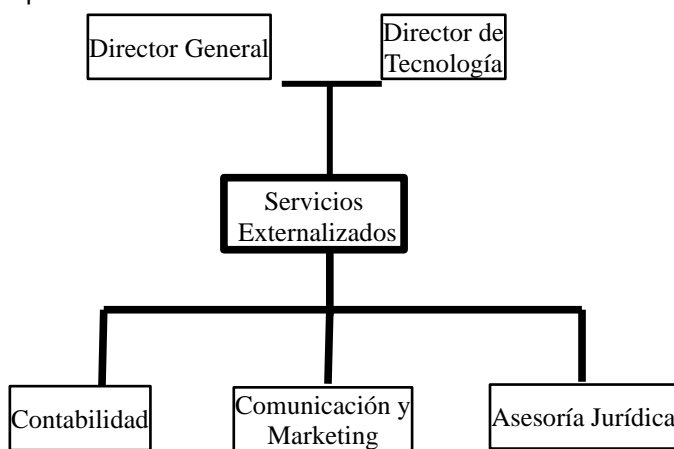 Director General
Director de
Tecnología
Servicios
Externalizados
Contabilidad
Comunicación y
Marketing
Asesoría Jurídica